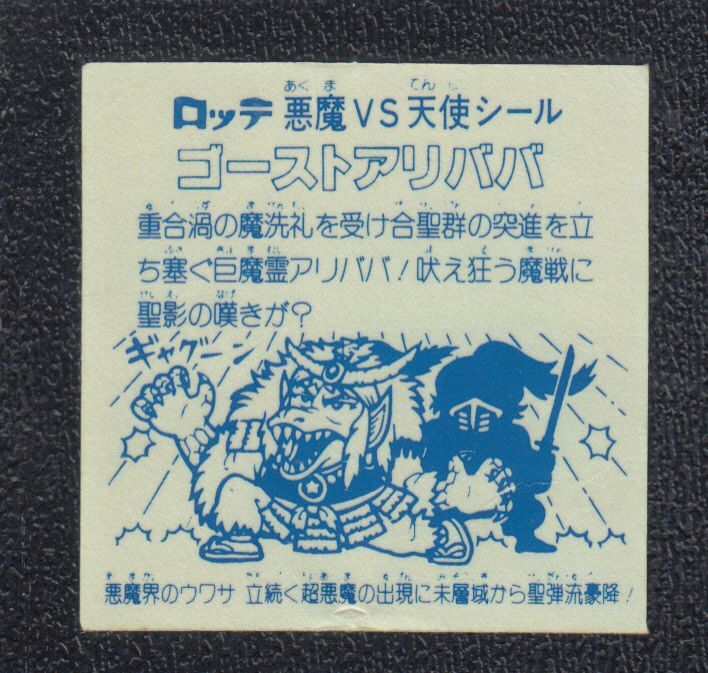 ロッテ 悪魔VS天使シール
ゴーストアリババ
重合渦の魔洗礼を受け合聖群の突進を立
ち塞ぐ巨魔霊アリババ!吠え狂う魔戦に
聖影の嘆きが?
ギャグーン
悪魔界のウワサ 立続く超悪魔の出現に未層域から聖弾流豪降!